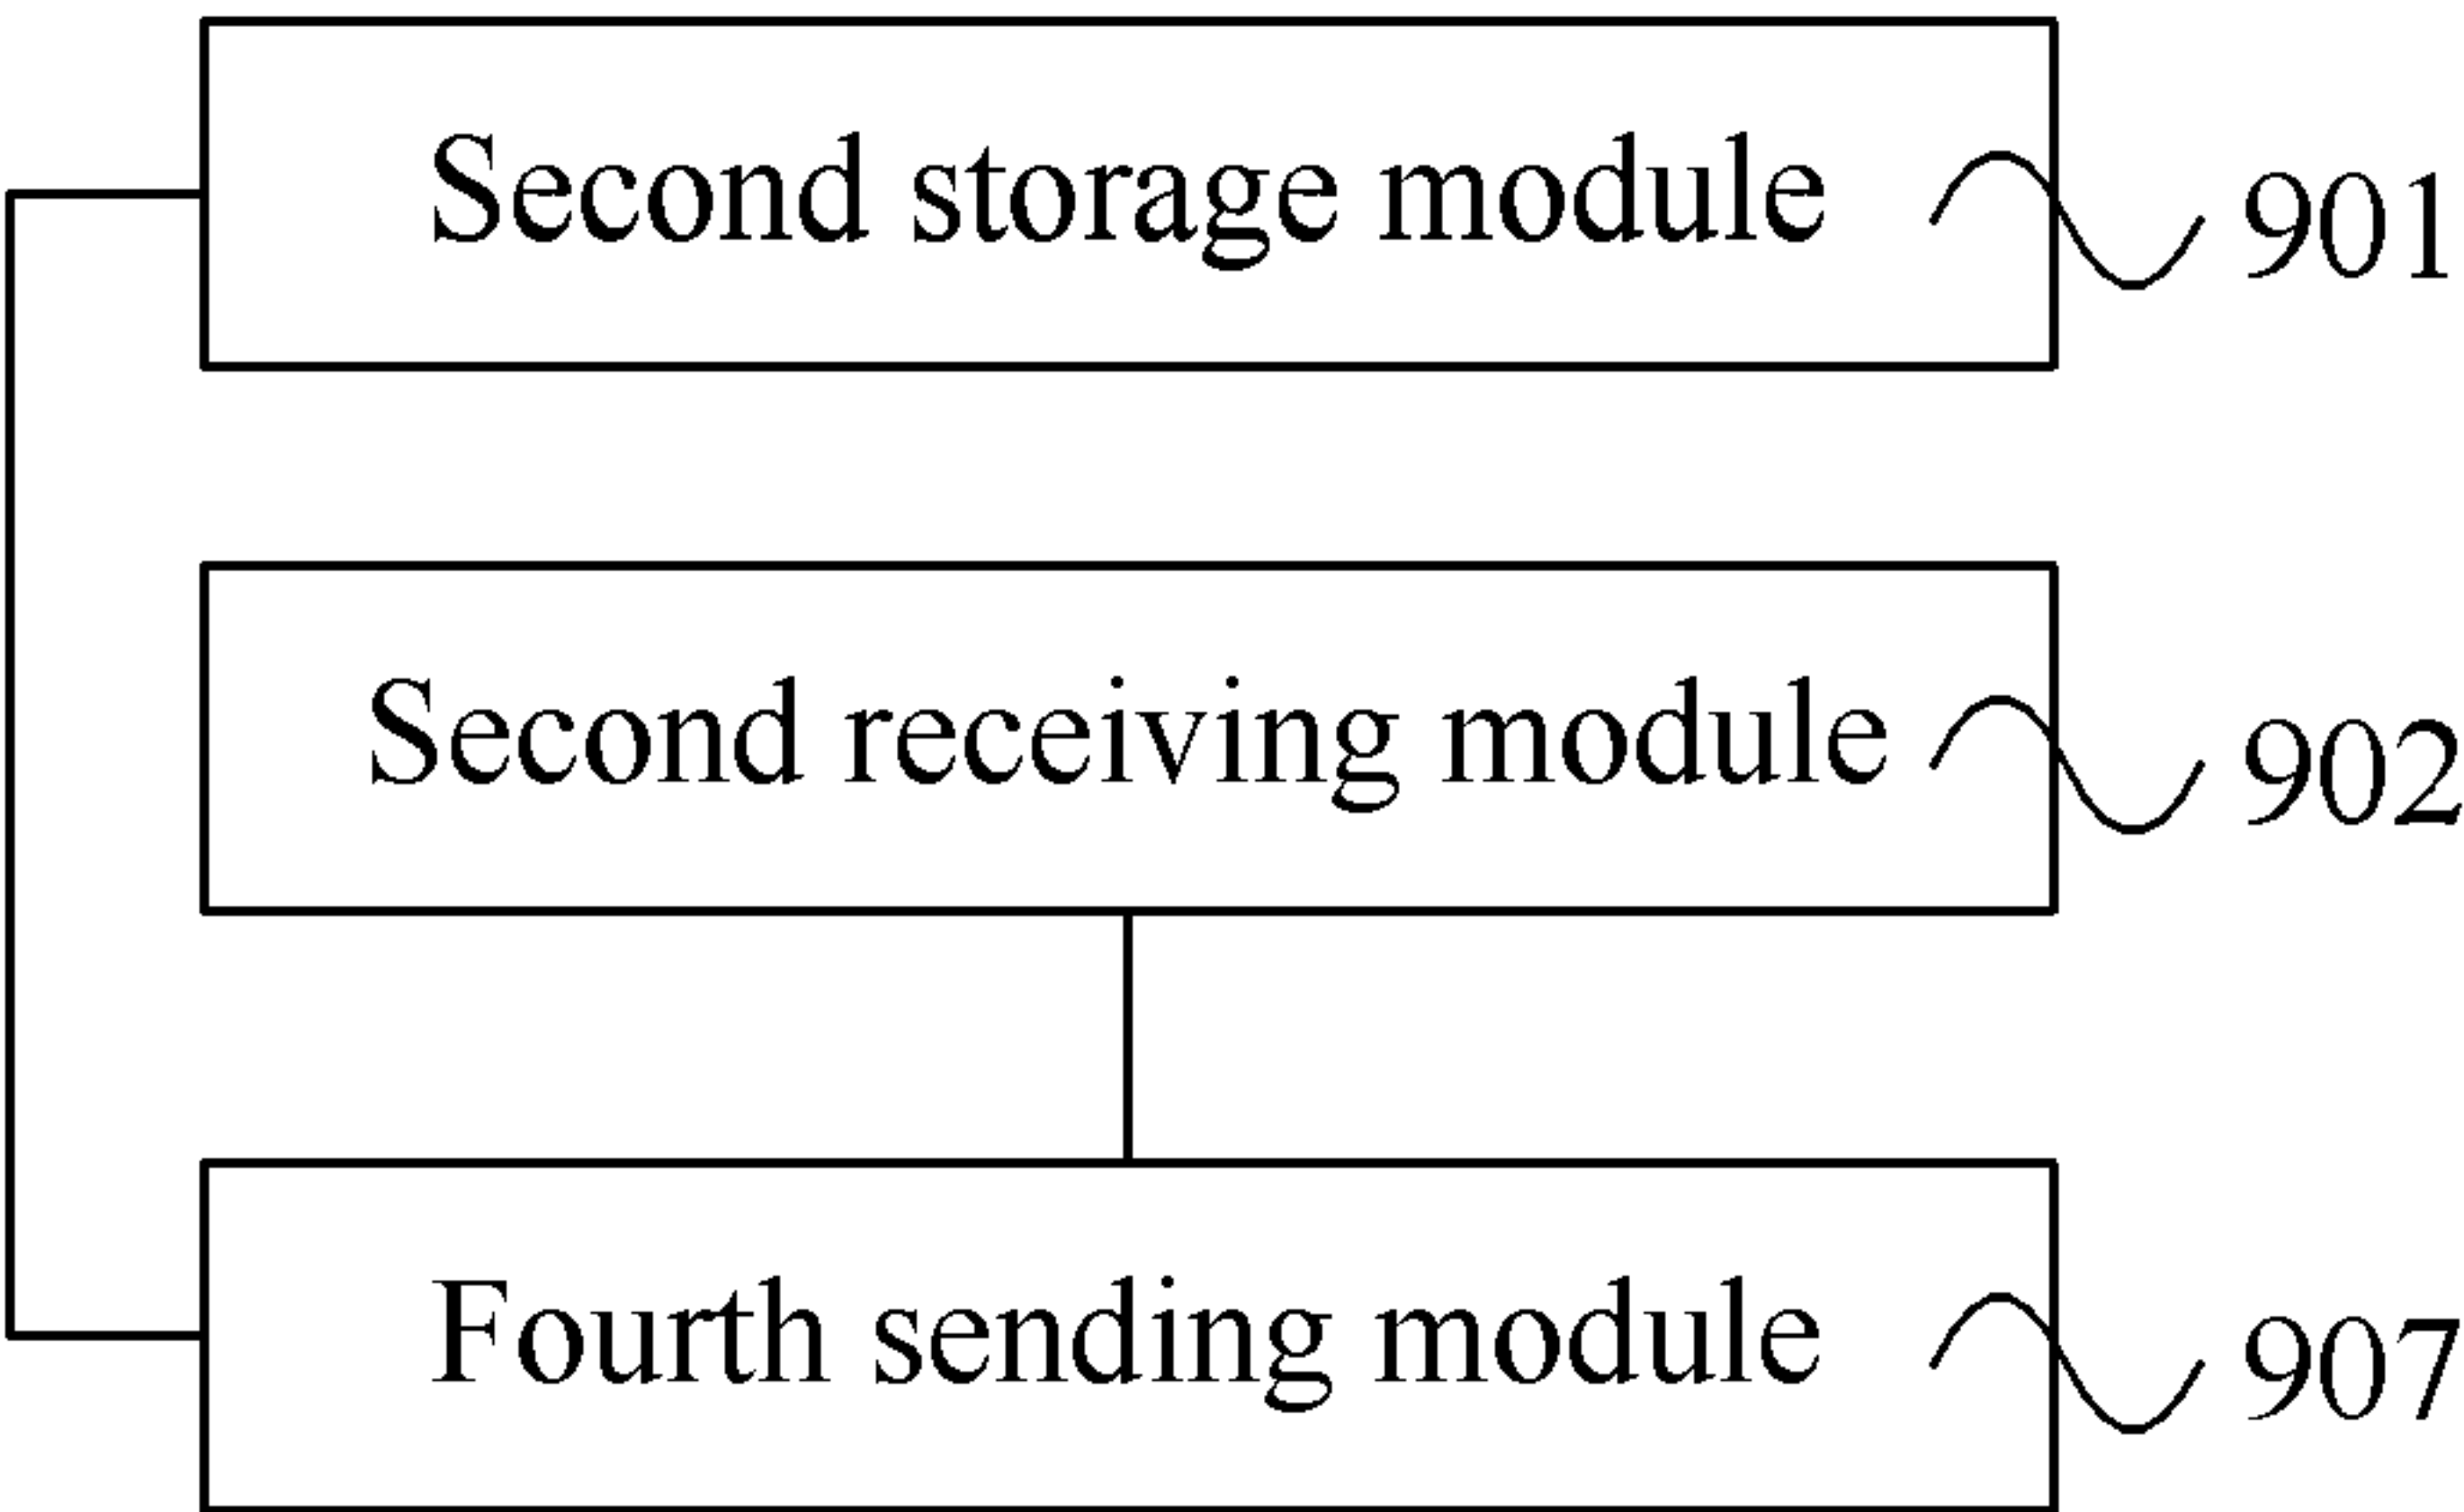 Second storage module 901
Second receiving module 902
Fourth sending module 907